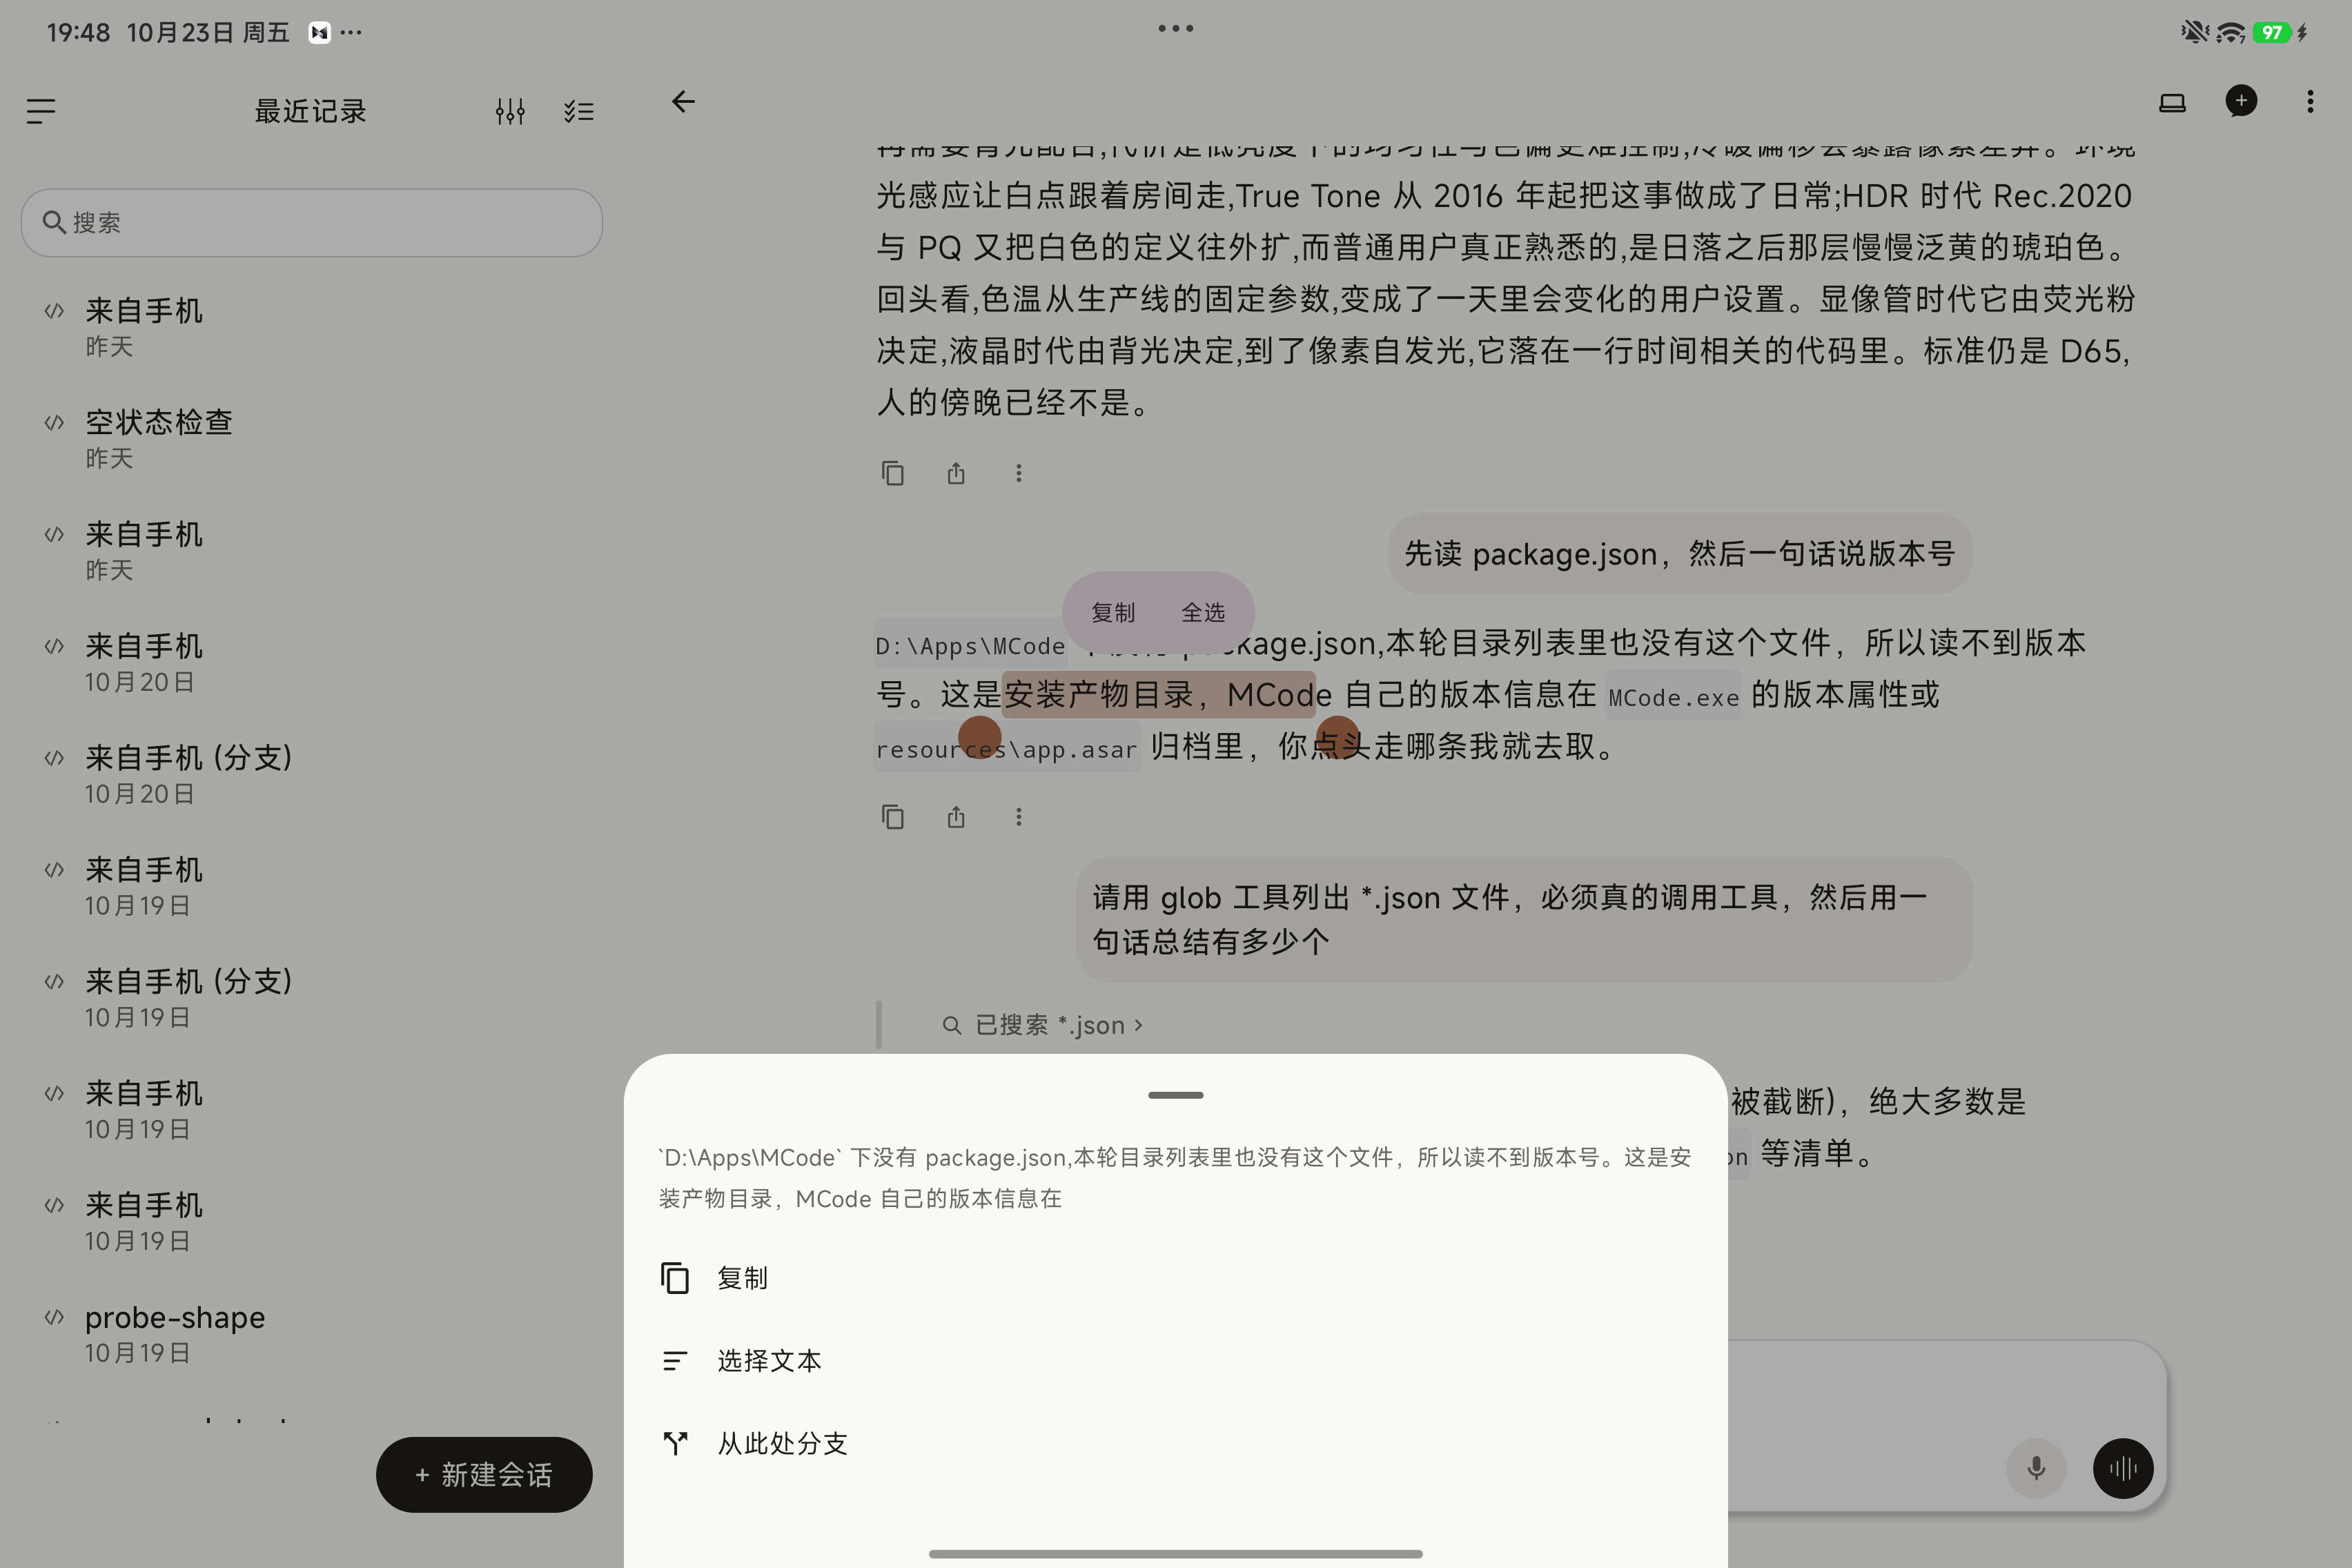 19:48 10月23日 周五
97
最近记录
搜索
来自手机
昨天
空状态检查
昨天
来自手机
昨天
来自手机
10月20日
来自手机 (分支)
10月20日
来自手机
10月19日
来自手机 (分支)
10月19日
来自手机
10月19日
来自手机
10月19日
probe-shape
10月19日
+ 新建会话
光感应让白点跟着房间走,True Tone 从 2016 年起把这事做成了日常;HDR 时代 Rec.2020
与 PQ 又把白色的定义往外扩,而普通用户真正熟悉的,是日落之后那层慢慢泛黄的琥珀色。
回头看,色温从生产线的固定参数,变成了一天里会变化的用户设置。显像管时代它由荧光粉
决定,液晶时代由背光决定,到了像素自发光,它落在一行时间相关的代码里。标准仍是 D65,
人的傍晚已经不是。
先读 package.json，然后一句话说版本号
复制 全选
D:\Apps\MCode kage.json,本轮目录列表里也没有这个文件，所以读不到版本
号。这是安装产物目录，MCode 自己的版本信息在 MCode.exe 的版本属性或
resources\app.asar 归档里，你点头走哪条我就去取。
请用 glob 工具列出 *.json 文件，必须真的调用工具，然后用一
句话总结有多少个
已搜索 *.json
被截断)，绝大多数是
on 等清单。
`D:\Apps\MCode` 下没有 package.json,本轮目录列表里也没有这个文件，所以读不到版本号。这是安
装产物目录，MCode 自己的版本信息在
复制
选择文本
从此处分支